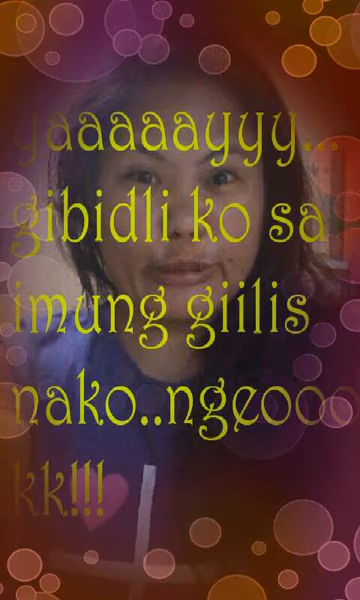 yaaaaayyy...
gibidli ko sa
imung giilis
nako..ngeooo
kk!!!